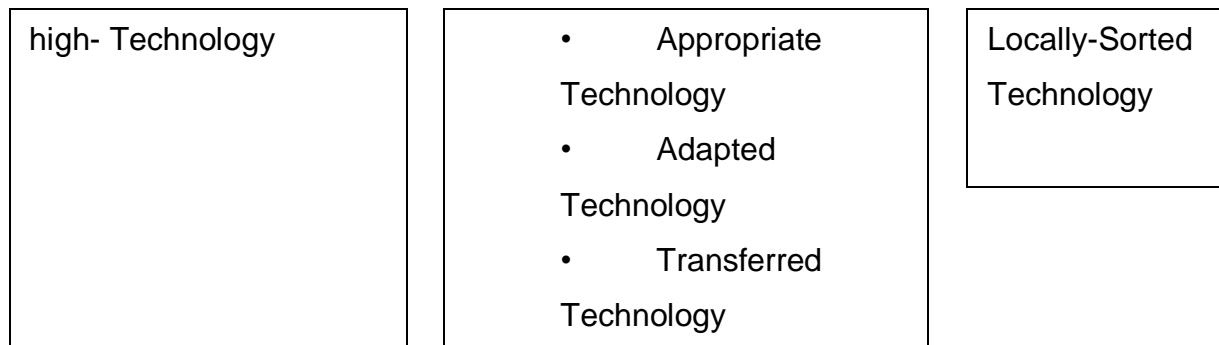 high- Technology
• Appropriate
Technology
• Adapted
Technology
• Transferred
Technology
Locally-Sorted
Technology